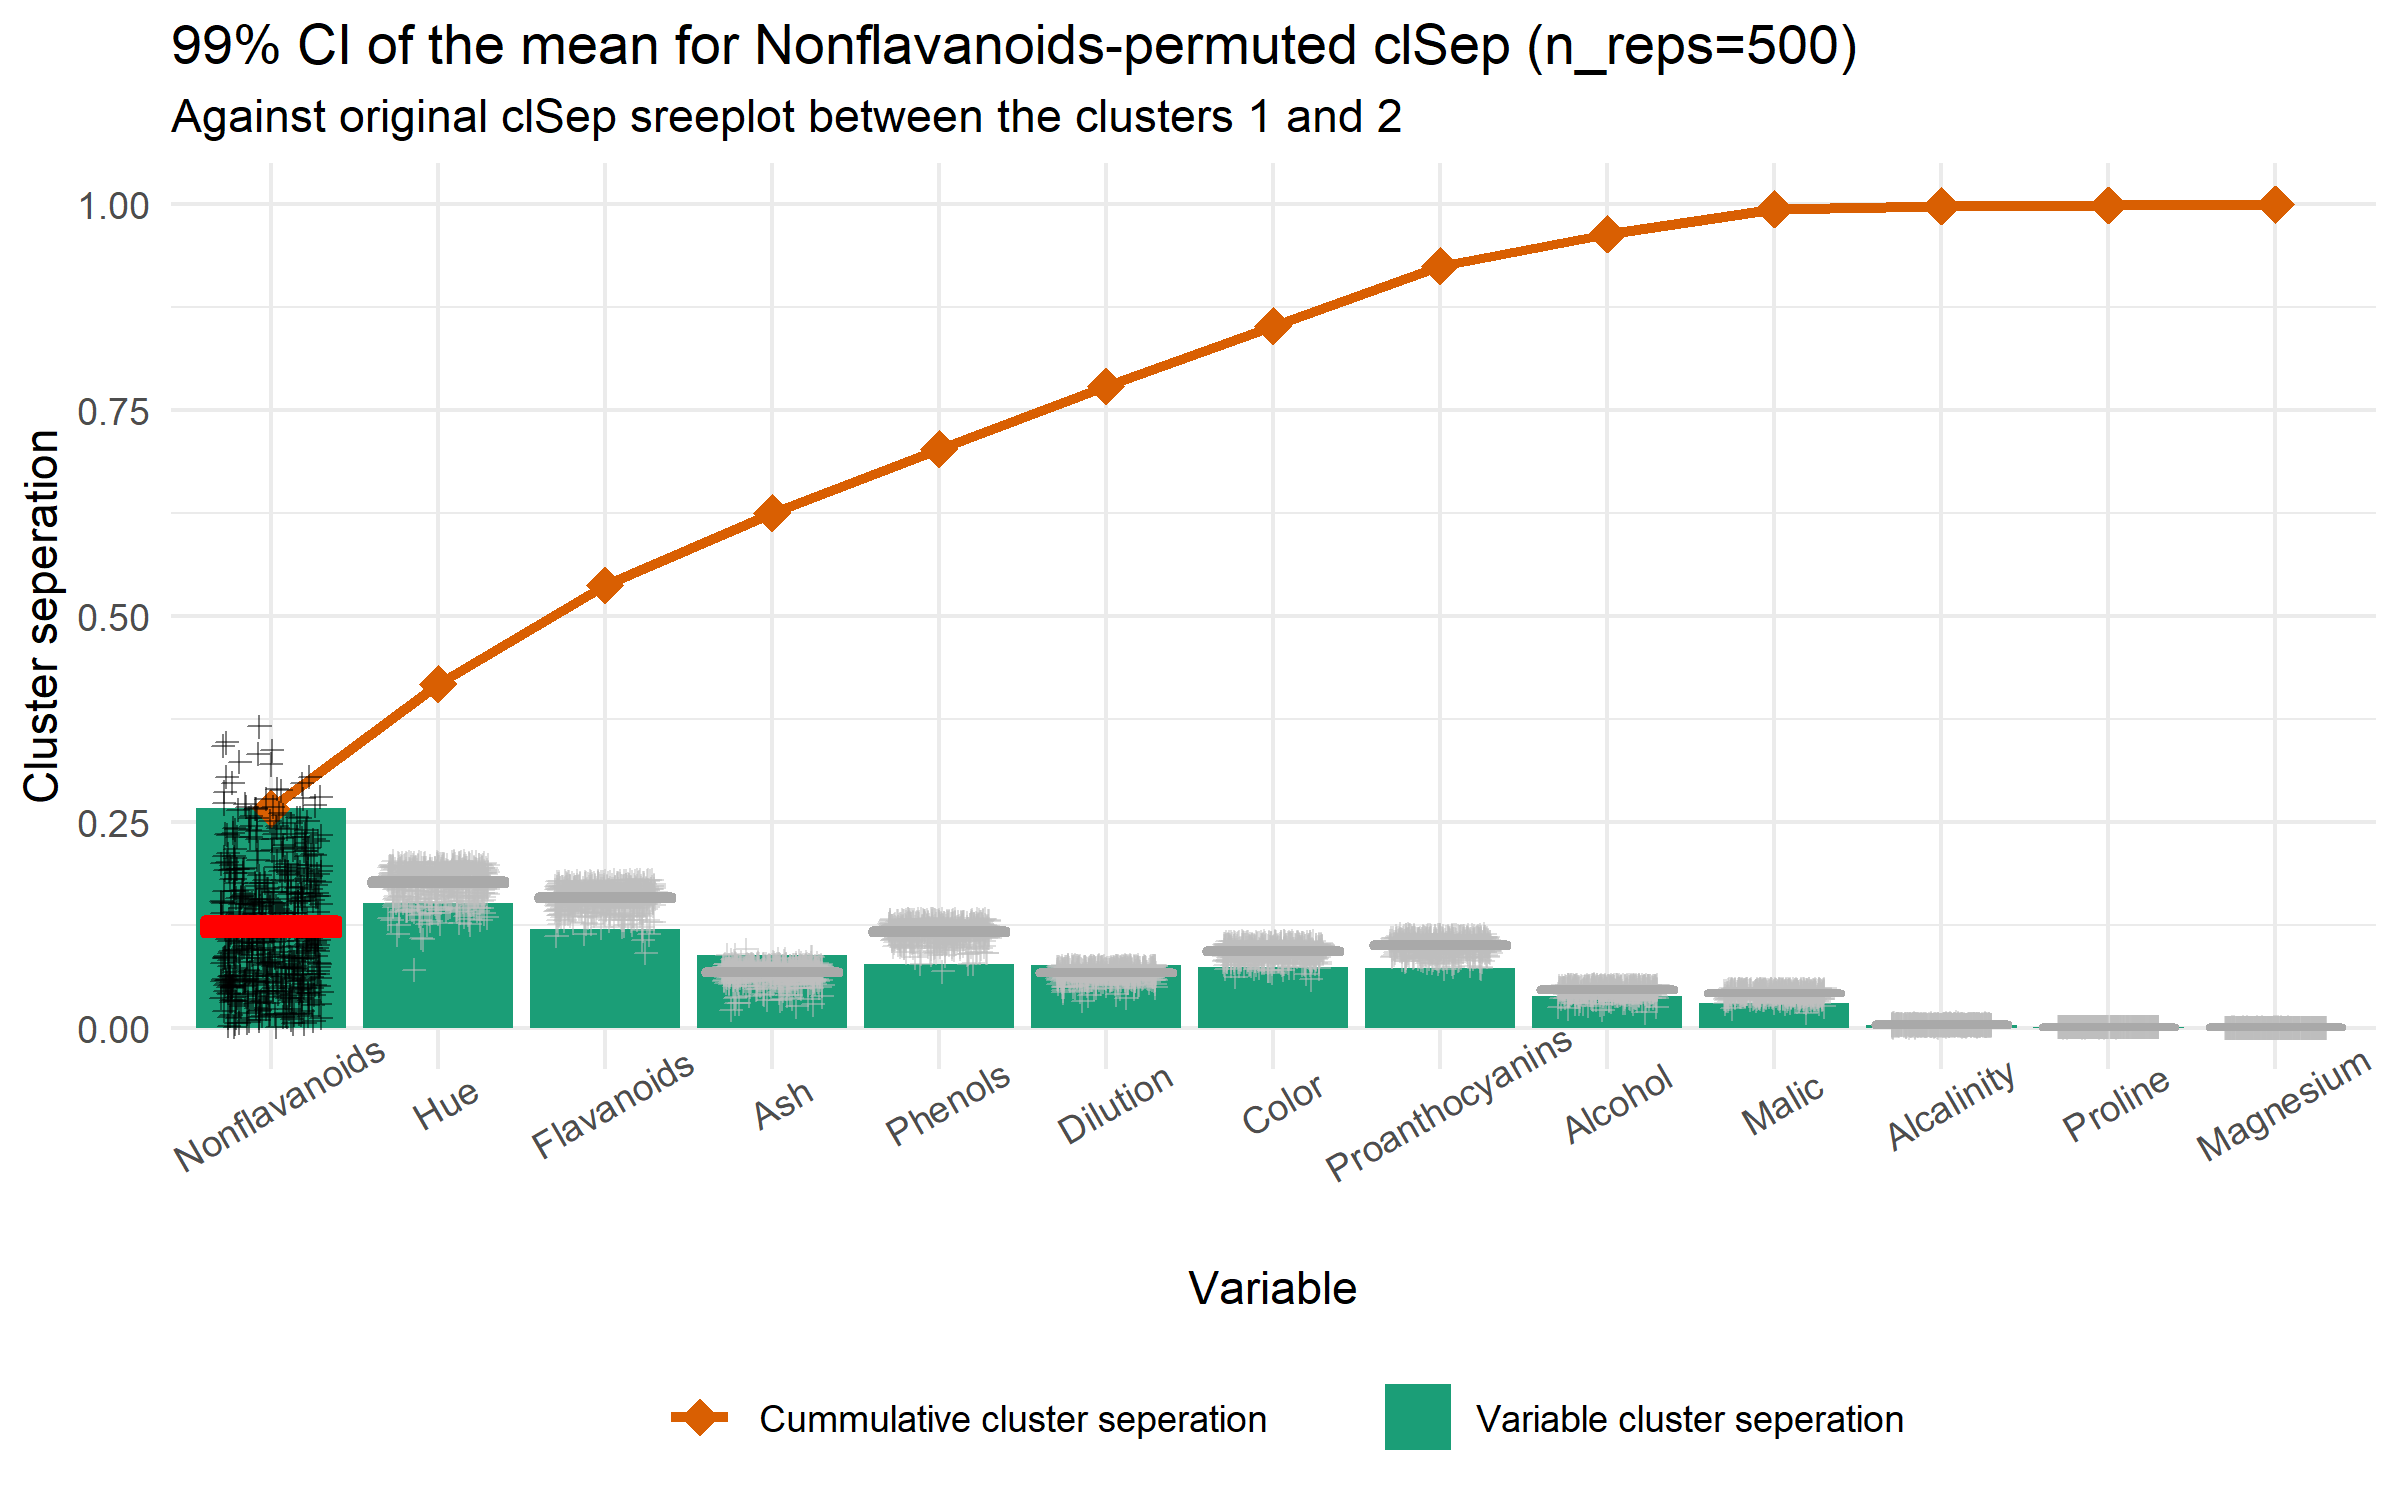 99% CI of the mean for Nonflavanoids-permuted clSep (n_reps=500)
Against original clSep sreeplot between the clusters 1 and 2
Cluster seperation
1.00
0.75
0.50
0.25
0.00
Nonflavanoids
Hue
Flavanoids
Ash
Phenols
Dilution
Color
Proanthocyanins
Alcohol
Malic
Alcalinity
Proline
Magnesium
Variable
Cummulative cluster seperation
Variable cluster seperation